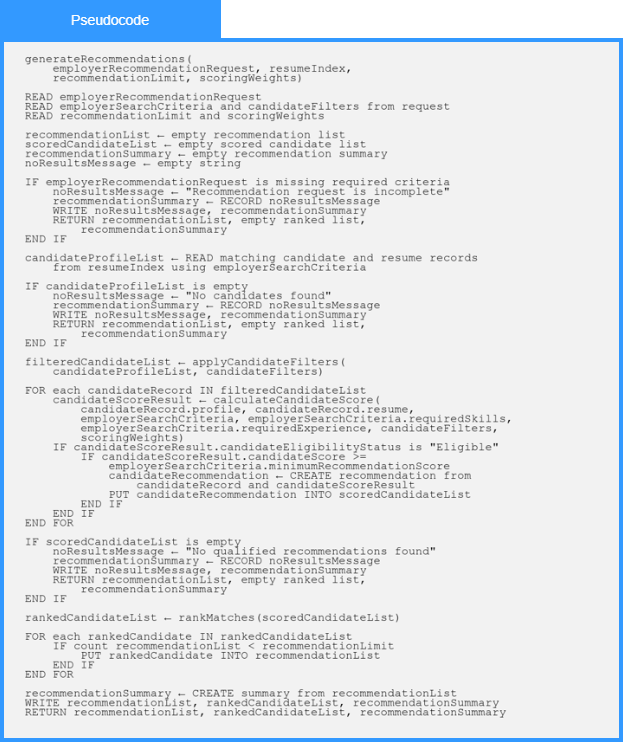 Pseudocode
generateRecommendations(
    employerRecommendationRequest, resumeIndex,
    recommendationLimit, scoringWeights)
READ employerRecommendationRequest
READ employerSearchCriteria and candidateFilters from request
READ recommendationLimit and scoringWeights
recommendationList ← empty recommendation list
scoredCandidateList ← empty scored candidate list
recommendationSummary ← empty recommendation summary
noResultsMessage ← empty string
IF employerRecommendationRequest is missing required criteria
    noResultsMessage ← "Recommendation request is incomplete"
    recommendationSummary ← RECORD noResultsMessage
    WRITE noResultsMessage, recommendationSummary
    RETURN recommendationList, empty ranked list,
        recommendationSummary
END IF
candidateProfileList ← READ matching candidate and resume records
    from resumeIndex using employerSearchCriteria
IF candidateProfileList is empty
    noResultsMessage ← "No candidates found"
    recommendationSummary ← RECORD noResultsMessage
    WRITE noResultsMessage, recommendationSummary
    RETURN recommendationList, empty ranked list,
        recommendationSummary
END IF
filteredCandidateList ← applyCandidateFilters(
    candidateProfileList, candidateFilters)
FOR each candidateRecord IN filteredCandidateList
    candidateScoreResult ← calculateCandidateScore(
        candidateRecord.profile, candidateRecord.resume,
        employerSearchCriteria, employerSearchCriteria.requiredSkills,
        employerSearchCriteria.requiredExperience, candidateFilters,
        scoringWeights)
    IF candidateScoreResult.candidateEligibilityStatus is "Eligible"
        IF candidateScoreResult.candidateScore >=
            employerSearchCriteria.minimumRecommendationScore
            candidateRecommendation ← CREATE recommendation from
                candidateRecord and candidateScoreResult
            PUT candidateRecommendation INTO scoredCandidateList
        END IF
    END IF
END FOR
IF scoredCandidateList is empty
    noResultsMessage ← "No qualified recommendations found"
    recommendationSummary ← RECORD noResultsMessage
    WRITE noResultsMessage, recommendationSummary
    RETURN recommendationList, empty ranked list,
        recommendationSummary
END IF
rankedCandidateList ← rankMatches(scoredCandidateList)
FOR each rankedCandidate IN rankedCandidateList
    IF count recommendationList < recommendationLimit
        PUT rankedCandidate INTO recommendationList
    END IF
END FOR
recommendationSummary ← CREATE summary from recommendationList
WRITE recommendationList, rankedCandidateList, recommendationSummary
RETURN recommendationList, rankedCandidateList, recommendationSummary